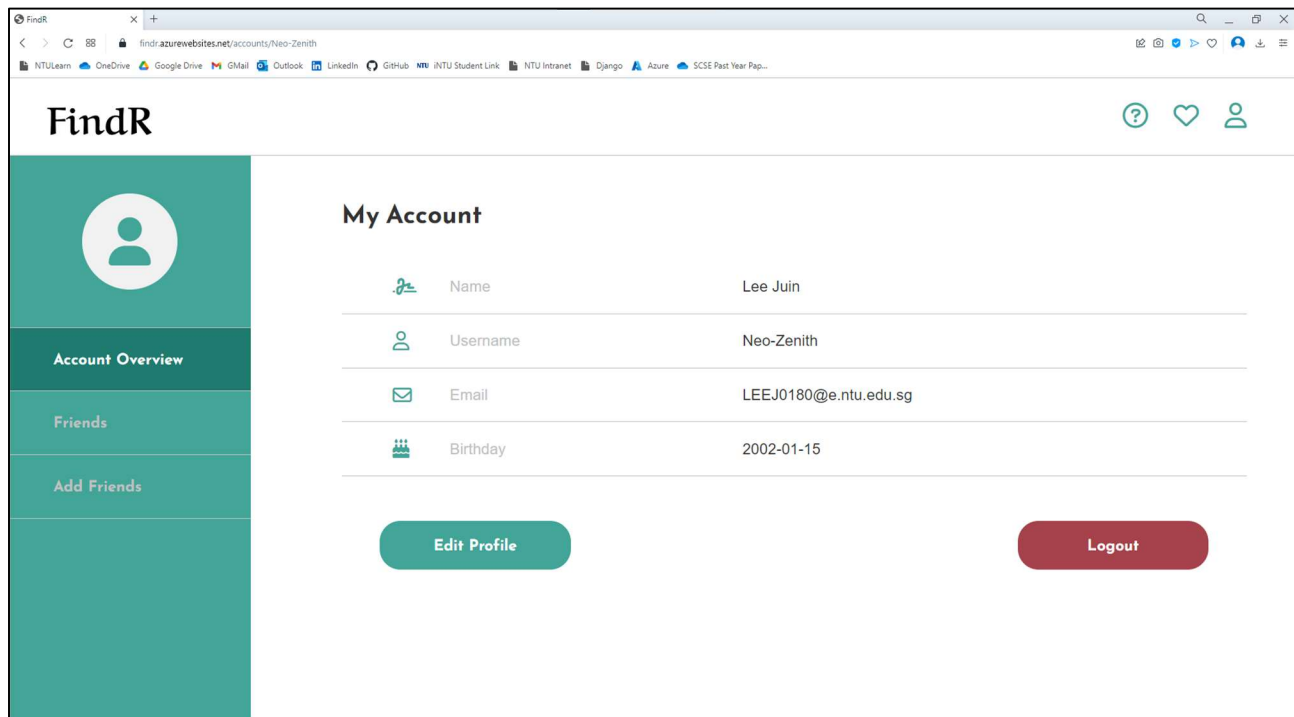 FindR
findr.azurewebsites.net/accounts/Neo-Zenith
NTULearn OneDrive Google Drive GMail Outlook LinkedIn GitHub NTU iNTU Student Link NTU Intranet Django Azure SCSE Past Year Pap...
FindR
My Account
Name Lee Juin
Account Overview
Username Neo-Zenith
Email LEEJ0180@e.ntu.edu.sg
Friends
Birthday 2002-01-15
Add Friends
Edit Profile Logout